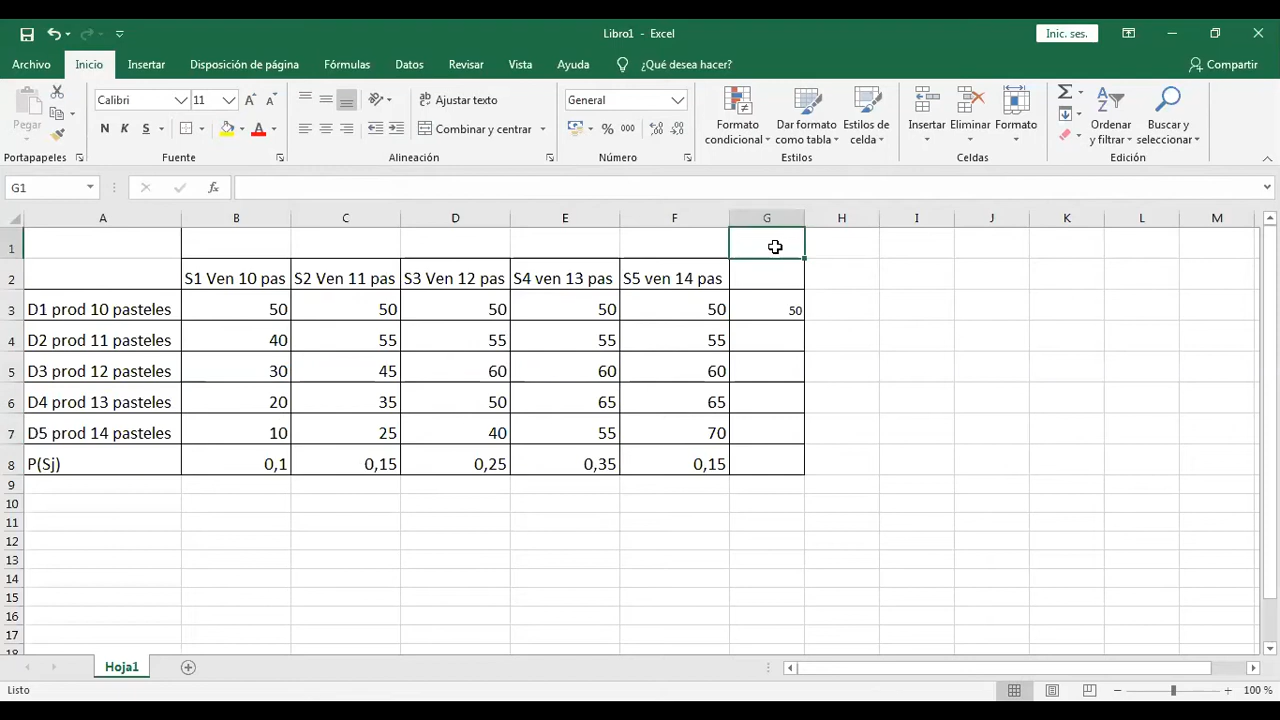 Libro1 - Excel
Inic. ses.
Archivo Inicio Insertar Disposición de página Fórmulas Datos Revisar Vista Ayuda ¿Qué desea hacer? Compartir
Pegar
Calibri 11
N K S
Ajustar texto
Combinar y centrar
General
% 000
Formato condicional
Dar formato como tabla
Estilos de celda
Insertar Eliminar Formato
Ordenar y filtrar
Buscar y seleccionar
Portapapeles Fuente Alineación Número Estilos Celdas Edición
G1
A B C D E F G H I J K L M
1
2 S1 Ven 10 pas S2 Ven 11 pas S3 Ven 12 pas S4 ven 13 pas S5 ven 14 pas
3 D1 prod 10 pasteles 50 50 50 50 50 50
4 D2 prod 11 pasteles 40 55 55 55 55
5 D3 prod 12 pasteles 30 45 60 60 60
6 D4 prod 13 pasteles 20 35 50 65 65
7 D5 prod 14 pasteles 10 25 40 55 70
8 P(Sj) 0,1 0,15 0,25 0,35 0,15
9
10
11
12
13
14
15
16
17
18
Hoja1
Listo
100 %